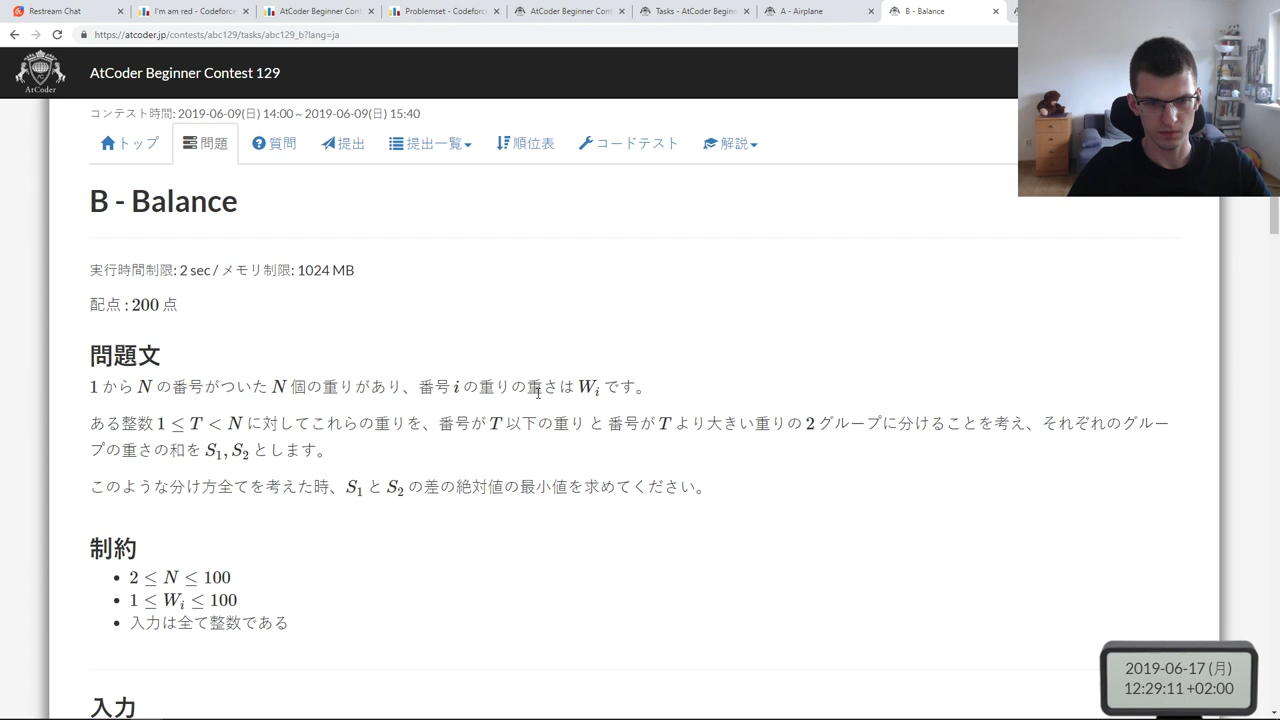 Restream Chat
I'm am red - Codeforc
AtCoder Beginner Con
Problemset - Codeforc
AtCoder Beginner Con
Tasks - AtCoder Begin
A - Airplane
B - Balance
https://atcoder.jp/contests/abc129/tasks/abc129_b?lang=ja
AtCoder
AtCoder Beginner Contest 129
コンテスト時間: 2019-06-09(日) 14:00 ~ 2019-06-09(日) 15:40
トップ 問題 質問 提出 提出一覧 順位表 コードテスト 解説
B - Balance
実行時間制限: 2 sec / メモリ制限: 1024 MB
配点 : 200 点
問題文
1 から N の番号がついた N 個の重りがあり、番号 i の重りの重さは W_i です。
ある整数 1 ≤ T < N に対してこれらの重りを、番号が T 以下の重り と 番号が T より大きい重りの 2 グループに分けることを考え、それぞれのグルー
プの重さの和を S_1, S_2 とします。
このような分け方全てを考えた時、S_1 と S_2 の差の絶対値の最小値を求めてください。
制約
• 2 ≤ N ≤ 100
• 1 ≤ W_i ≤ 100
• 入力は全て整数である
入力
2019-06-17 (月)
12:29:11 +02:00